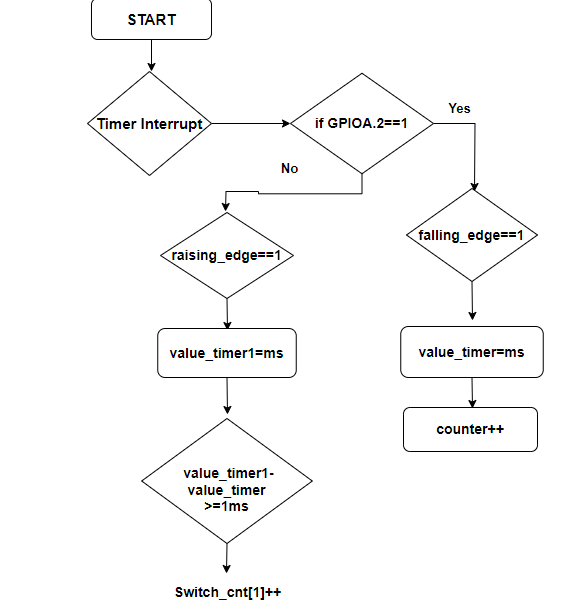 START
Timer Interrupt
if GPIOA.2==1
Yes
No
raising_edge==1
falling_edge==1
value_timer1=ms
value_timer=ms
counter++
value_timer1-
value_timer
>=1ms
Switch_cnt[1]++